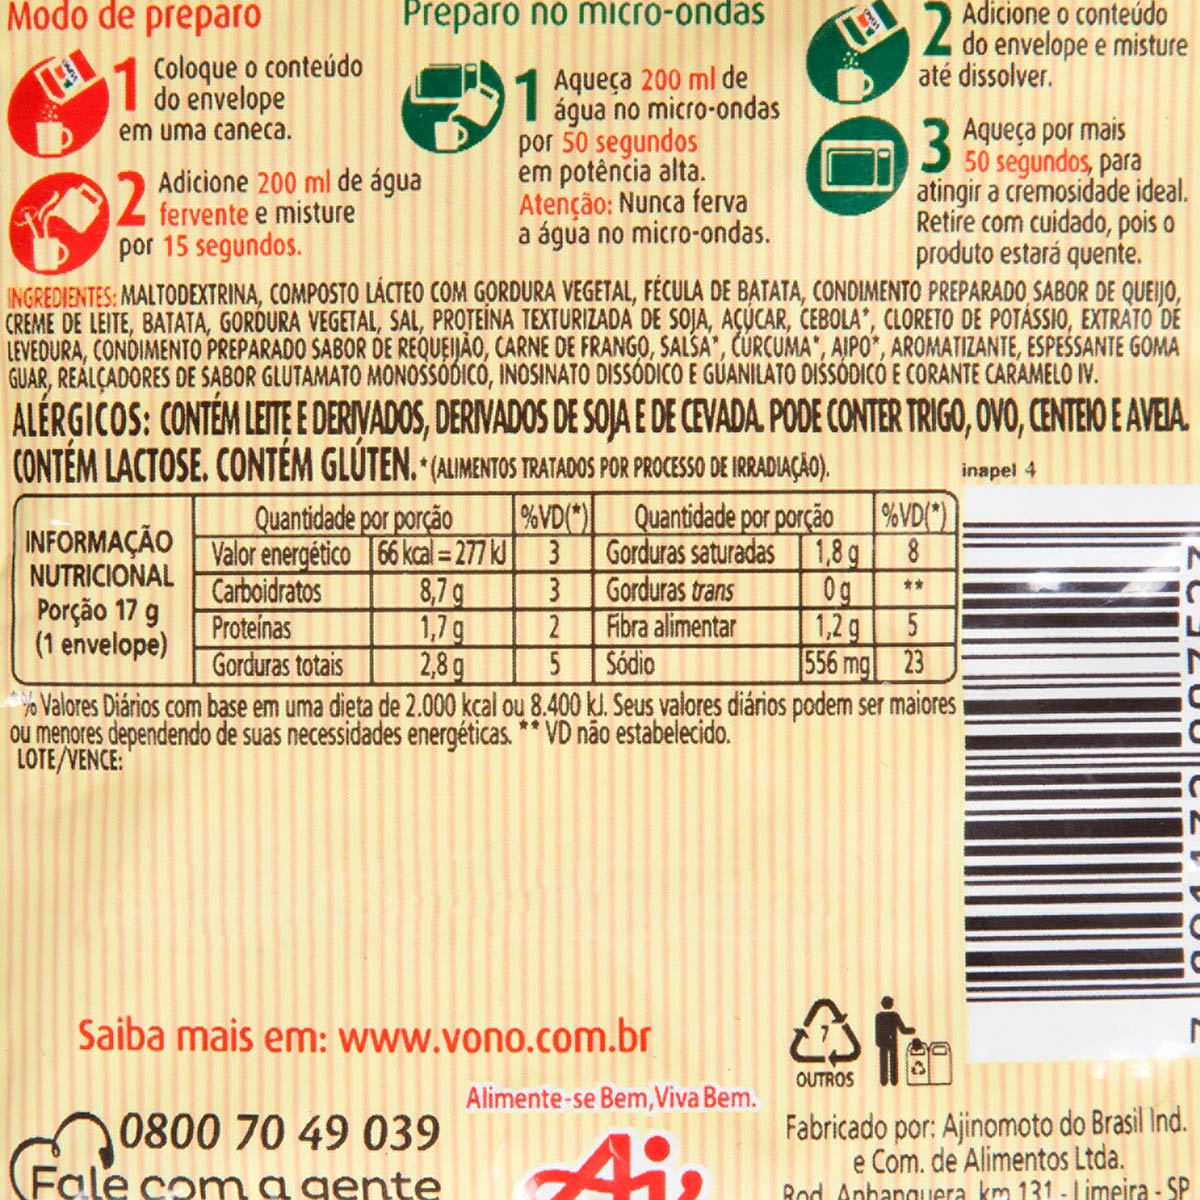 Modo de preparo
1 Coloque o conteúdo
do envelope
em uma caneca.
2 Adicione 200 ml de água
fervente e misture
por 15 segundos.
Preparo no micro-ondas
1 Aqueça 200 ml de
água no micro-ondas
por 50 segundos
em potência alta.
Atenção: Nunca ferva
a água no micro-ondas.
2 Adicione o conteúdo
do envelope e misture
até dissolver.
3 Aqueça por mais
50 segundos, para
atingir a cremosidade ideal.
Retire com cuidado, pois o
produto estará quente.
INGREDIENTES: MALTODEXTRINA, COMPOSTO LÁCTEO COM GORDURA VEGETAL, FÉCULA DE BATATA, CONDIMENTO PREPARADO SABOR DE QUEIJO,
CREME DE LEITE, BATATA, GORDURA VEGETAL, SAL, PROTEÍNA TEXTURIZADA DE SOJA, AÇÚCAR, CEBOLA*, CLORETO DE POTÁSSIO, EXTRATO DE
LEVEDURA, CONDIMENTO PREPARADO SABOR DE REQUEIJÃO, CARNE DE FRANGO, SALSA*, CÚRCUMA*, AIPO*, AROMATIZANTE, ESPESSANTE GOMA
GUAR, REALÇADORES DE SABOR GLUTAMATO MONOSSÓDICO, INOSINATO DISSÓDICO E GUANILATO DISSÓDICO E CORANTE CARAMELO IV.
ALÉRGICOS: CONTÉM LEITE E DERIVADOS, DERIVADOS DE SOJA E DE CEVADA. PODE CONTER TRIGO, OVO, CENTEIO E AVEIA.
CONTÉM LACTOSE. CONTÉM GLÚTEN. *(ALIMENTOS TRATADOS POR PROCESSO DE IRRADIAÇÃO).
inapel 4
INFORMAÇÃO
NUTRICIONAL
Porção 17 g
(1 envelope)
Quantidade por porção %VD(*) Quantidade por porção %VD(*)
Valor energético 66 kcal = 277 kJ 3 Gorduras saturadas 1,8 g 8
Carboidratos 8,7 g 3 Gorduras trans 0 g **
Proteínas 1,7 g 2 Fibra alimentar 1,2 g 5
Gorduras totais 2,8 g 5 Sódio 556 mg 23
*% Valores Diários com base em uma dieta de 2.000 kcal ou 8.400 kJ. Seus valores diários podem ser maiores
ou menores dependendo de suas necessidades energéticas. ** VD não estabelecido.
LOTE/VENCE:
Saiba mais em: www.vono.com.br
7
OUTROS
Alimente-se Bem, Viva Bem.
0800 70 49 039
Fale com a gente
Aj
Fabricado por: Ajinomoto do Brasil Ind.
e Com. de Alimentos Ltda.
Rod. Anhanguera, km 131 - Limeira - SP